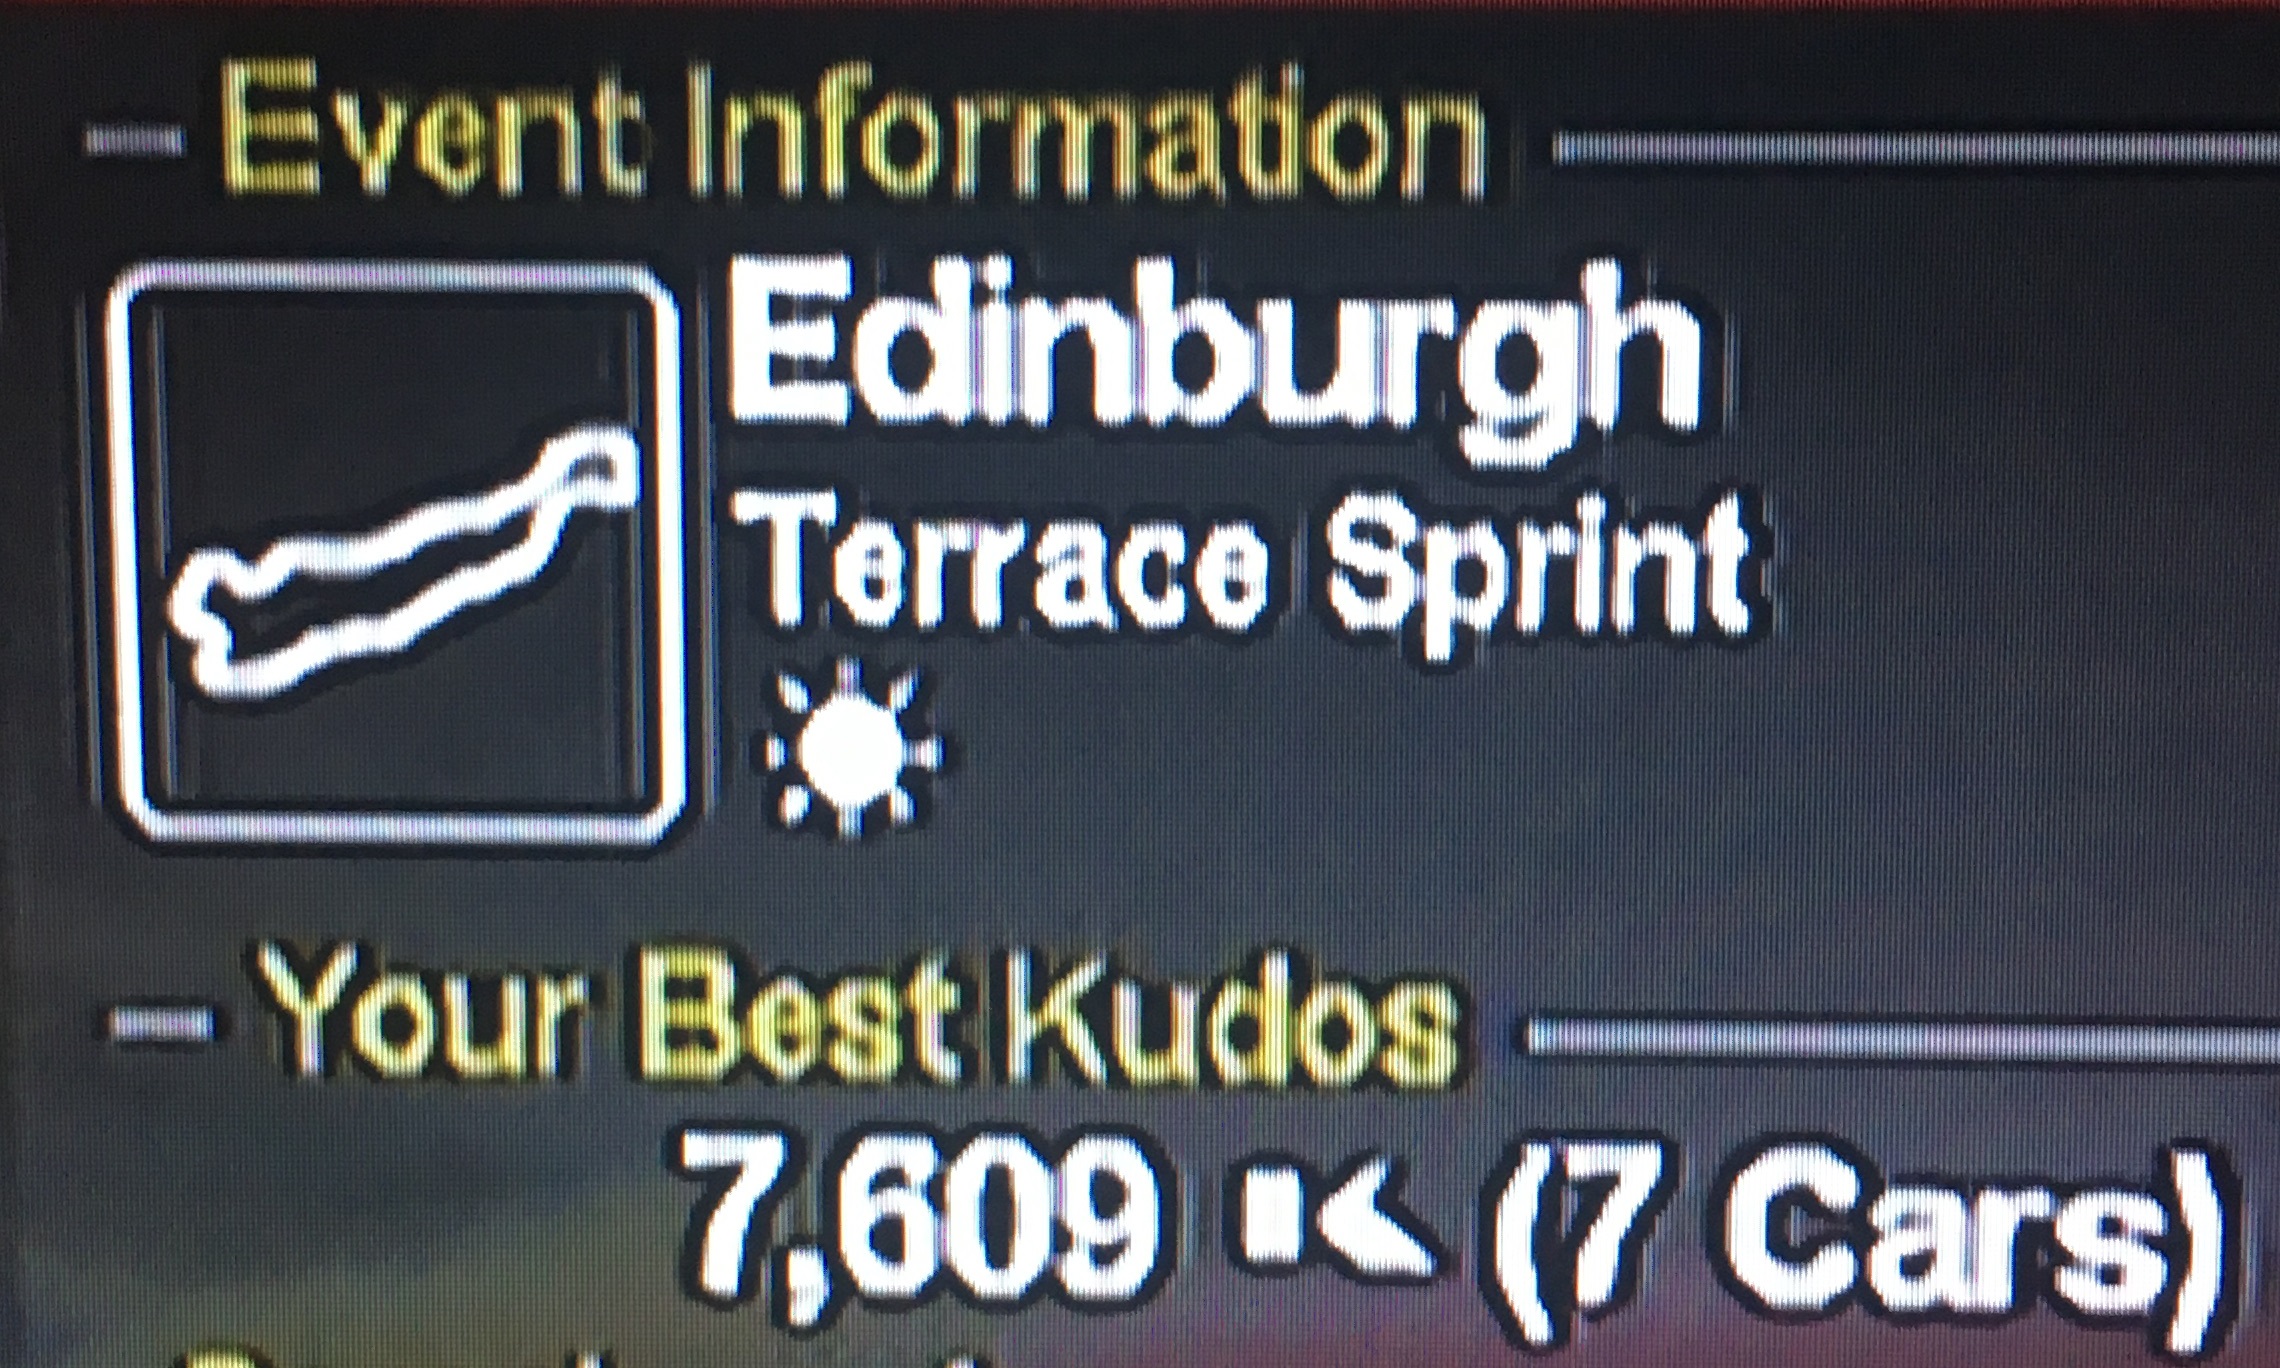 Event Information
Edinburgh
Terrace Sprint
Your Best Kudos
7,609 (7 Cars)